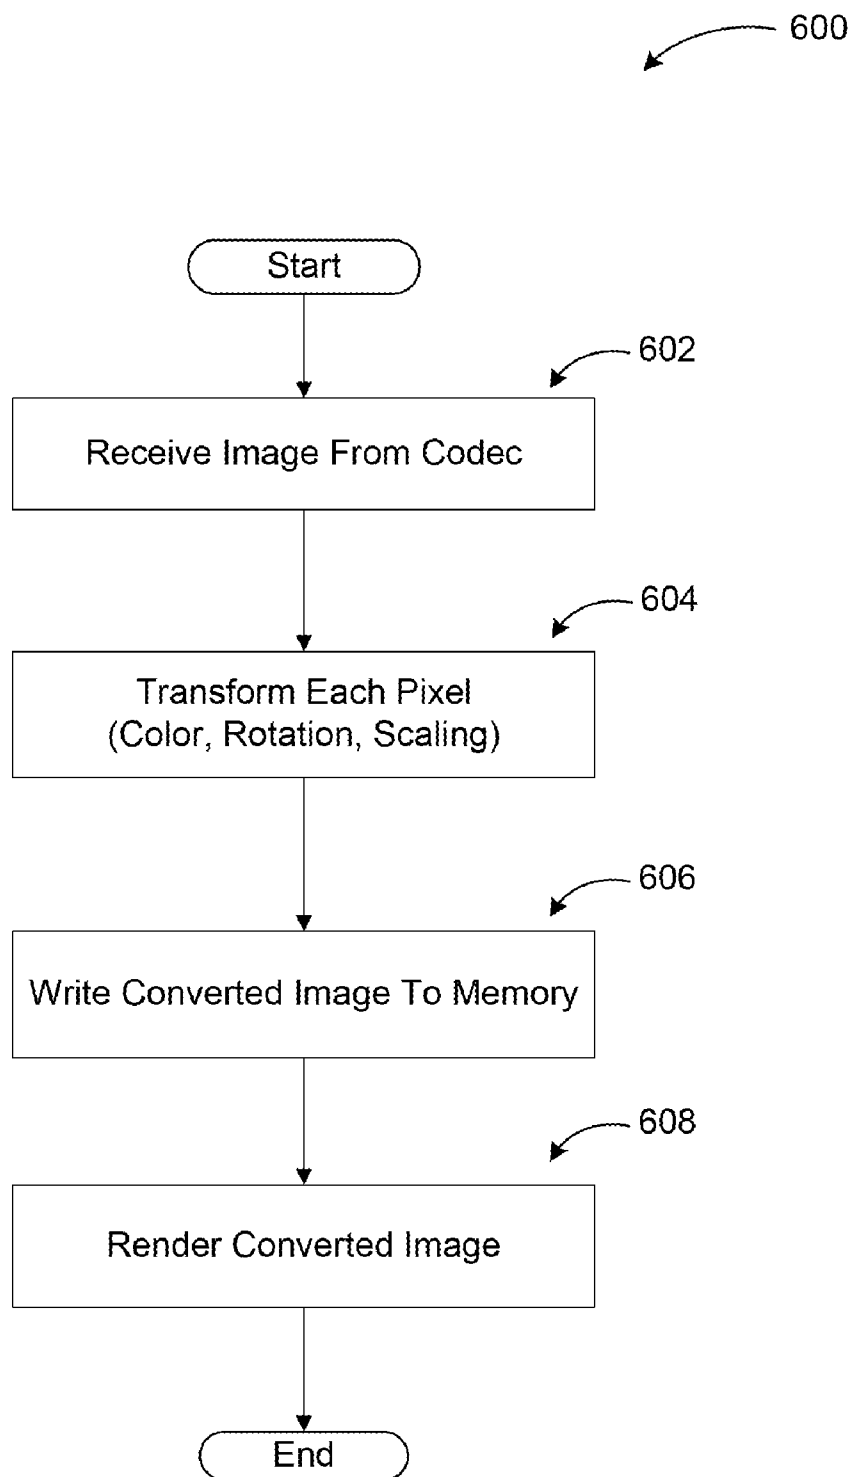 600
Start
602
Receive Image From Codec
604
Transform Each Pixel
(Color, Rotation, Scaling)
606
Write Converted Image To Memory
608
Render Converted Image
End